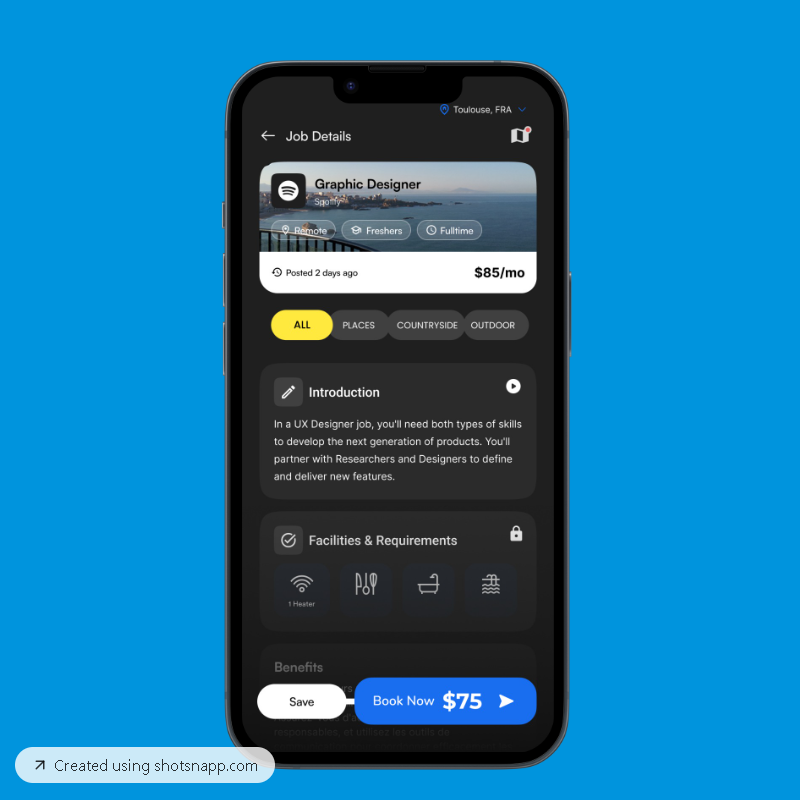 Toulouse, FRA
Job Details
Graphic Designer
Spotify
Remote
Freshers
Fulltime
Posted 2 days ago
$85/mo
ALL
PLACES
COUNTRYSIDE
OUTDOOR
Introduction
In a UX Designer job, you'll need both types of skills
to develop the next generation of products. You'll
partner with Researchers and Designers to define
and deliver new features.
Facilities & Requirements
1 Heater
Benefits
Save
Book Now $75
responsables, et utilisez les outils de
Created using shotsnapp.com